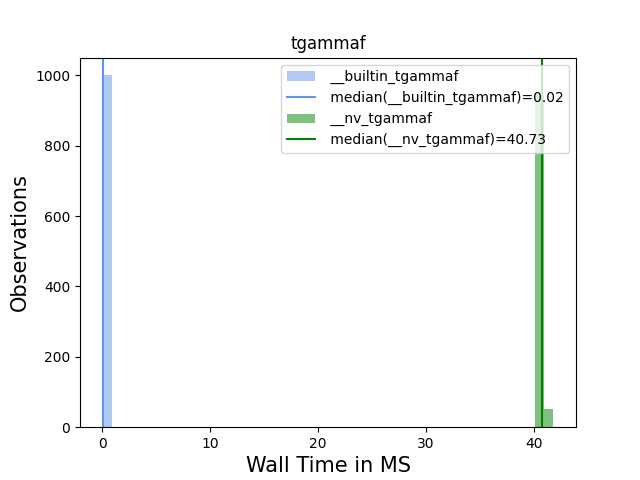 tgammaf
1000
800
600
400
200
0
Observations
__builtin_tgammaf
median(__builtin_tgammaf)=0.02
__nv_tgammaf
median(__nv_tgammaf)=40.73
0 10 20 30 40
Wall Time in MS